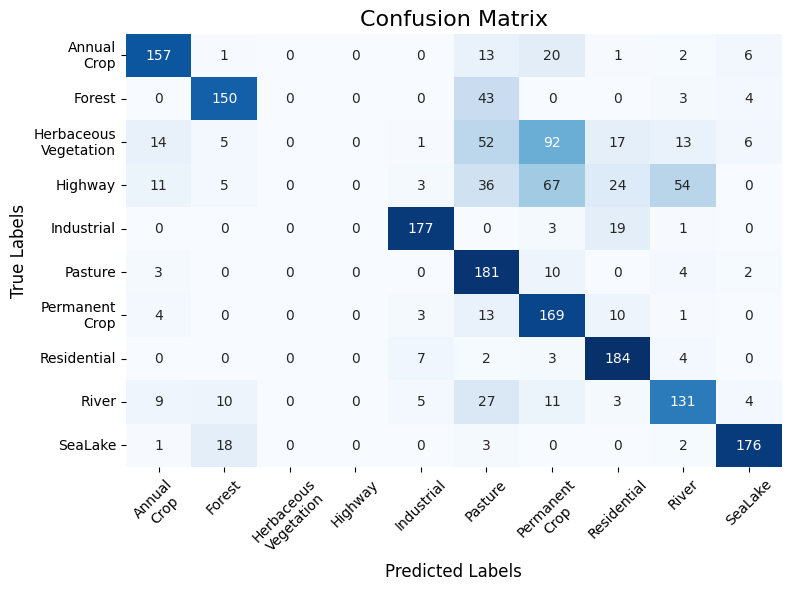 Confusion Matrix
Annual
Crop
157 1 0 0 0 13 20 1 2 6
Forest
0 150 0 0 0 43 0 0 3 4
Herbaceous
Vegetation
14 5 0 0 1 52 92 17 13 6
Highway
11 5 0 0 3 36 67 24 54 0
Industrial
0 0 0 0 177 0 3 19 1 0
Pasture
3 0 0 0 0 181 10 0 4 2
Permanent
Crop
4 0 0 0 3 13 169 10 1 0
Residential
0 0 0 0 7 2 3 184 4 0
River
9 10 0 0 5 27 11 3 131 4
SeaLake
1 18 0 0 0 3 0 0 2 176
True Labels
Annual
Crop
Forest
Herbaceous
Vegetation
Highway
Industrial
Pasture
Permanent
Crop
Residential
River
SeaLake
Predicted Labels